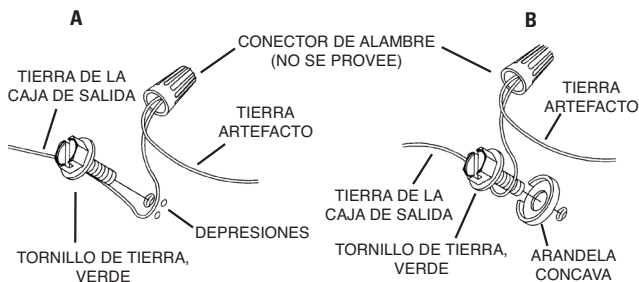 A
B
CONECTOR DE ALAMBRE
(NO SE PROVEE)
TIERRA DE LA
CAJA DE SALIDA
TIERRA
ARTEFACTO
DEPRESIONES
TORNILLO DE TIERRA,
VERDE
TIERRA
ARTEFACTO
TIERRA DE LA
CAJA DE SALIDA
TORNILLO DE TIERRA,
VERDE
ARANDELA
CONCAVA